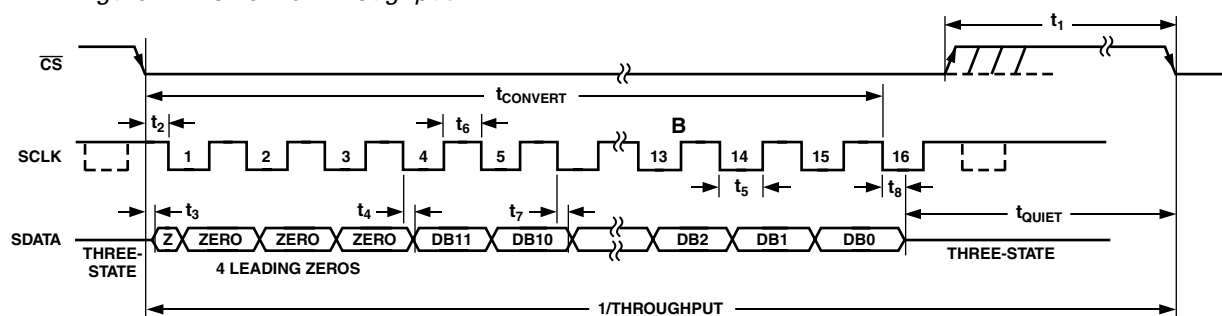 t1
CS
tCONVERT
t2
t6
B
SCLK
1
2
3
4
5
13
14
15
16
t5
t8
t3
t4
t7
tQUIET
SDATA
Z
ZERO
ZERO
ZERO
DB11
DB10
DB2
DB1
DB0
THREE-
STATE
4 LEADING ZEROS
THREE-STATE
1/THROUGHPUT